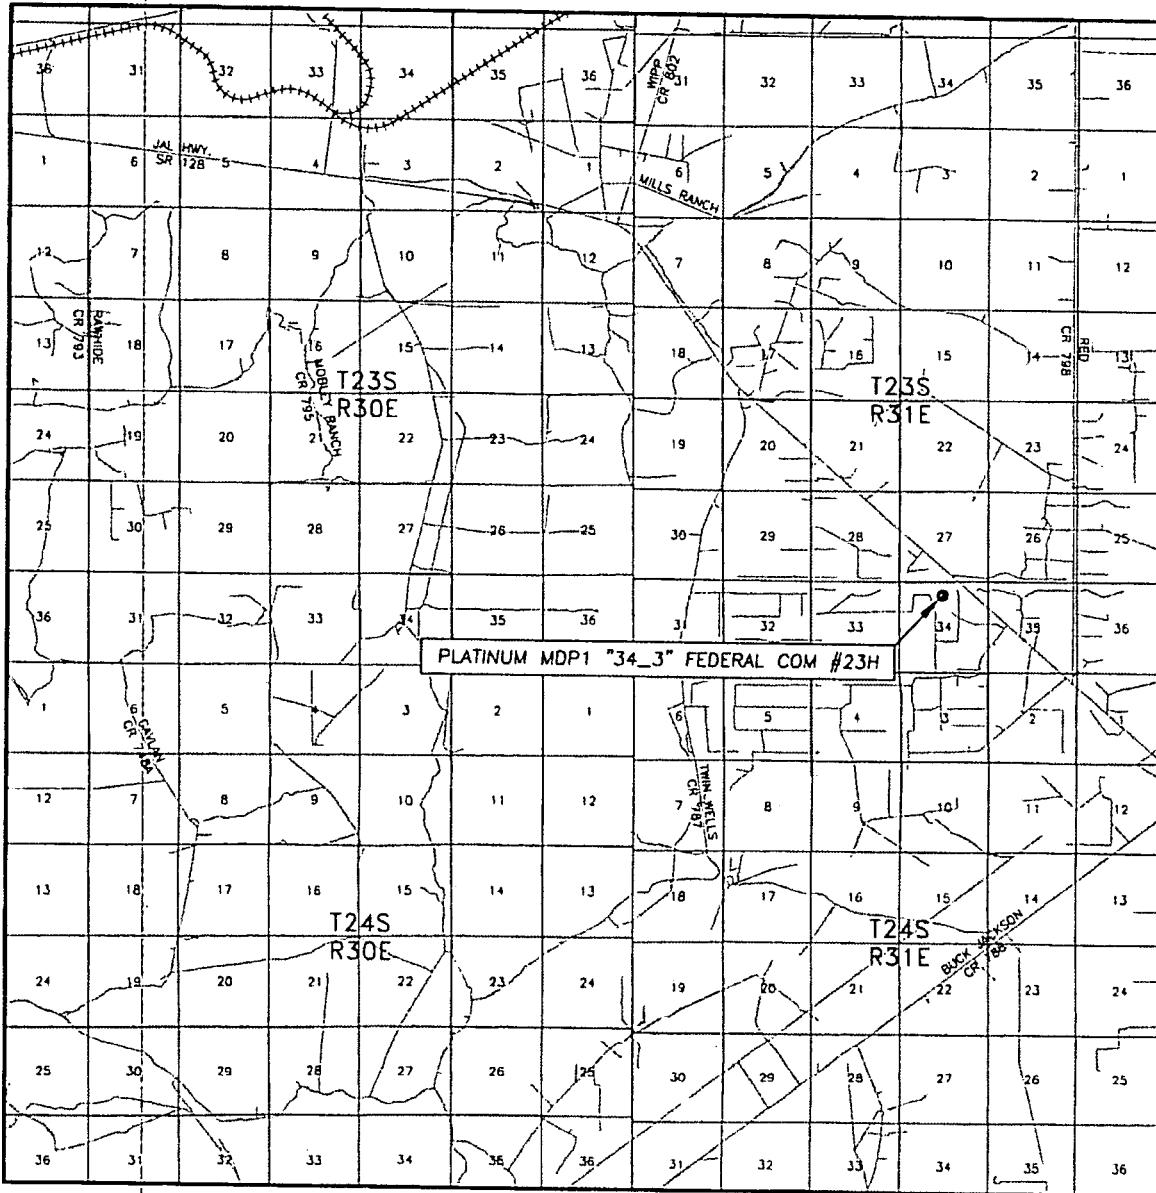 36 31 32 33 34 35 36 31 32 33 34 35 36
WIPP
CR 802
JAL HWY.
SR 128
1 6 5 4 3 2 1 6 5 4 3 2 1
MILLS RANCH
12 7 8 9 10 11 12 7 8 9 10 11 12
RAWHIDE
CR 793
RED
CR 798
13 18 17 16 15 14 13 18 17 16 15 14 13
MOBLEY RANCH
CR 795
T23S
R30E
T23S
R31E
24 19 20 21 22 23 24 19 20 21 22 23 24
25 30 29 28 27 26 25 30 29 28 27 26 25
36 31 32 33 34 35 36 31 32 33 34 35 36
PLATINUM MDP1 "34_3" FEDERAL COM #23H
1 6 5 4 3 2 1 6 5 4 3 2 1
GAVLAN
CR 748A
TWIN WELLS
CR 787
12 7 8 9 10 11 12 7 8 9 10 11 12
13 18 17 16 15 14 13 18 17 16 15 14 13
T24S
R30E
T24S
R31E
BUCK JACKSON
CR 788
24 19 20 21 22 23 24 19 20 21 22 23 24
25 30 29 28 27 26 25 30 29 28 27 26 25
36 31 32 33 34 35 36 31 32 33 34 35 36